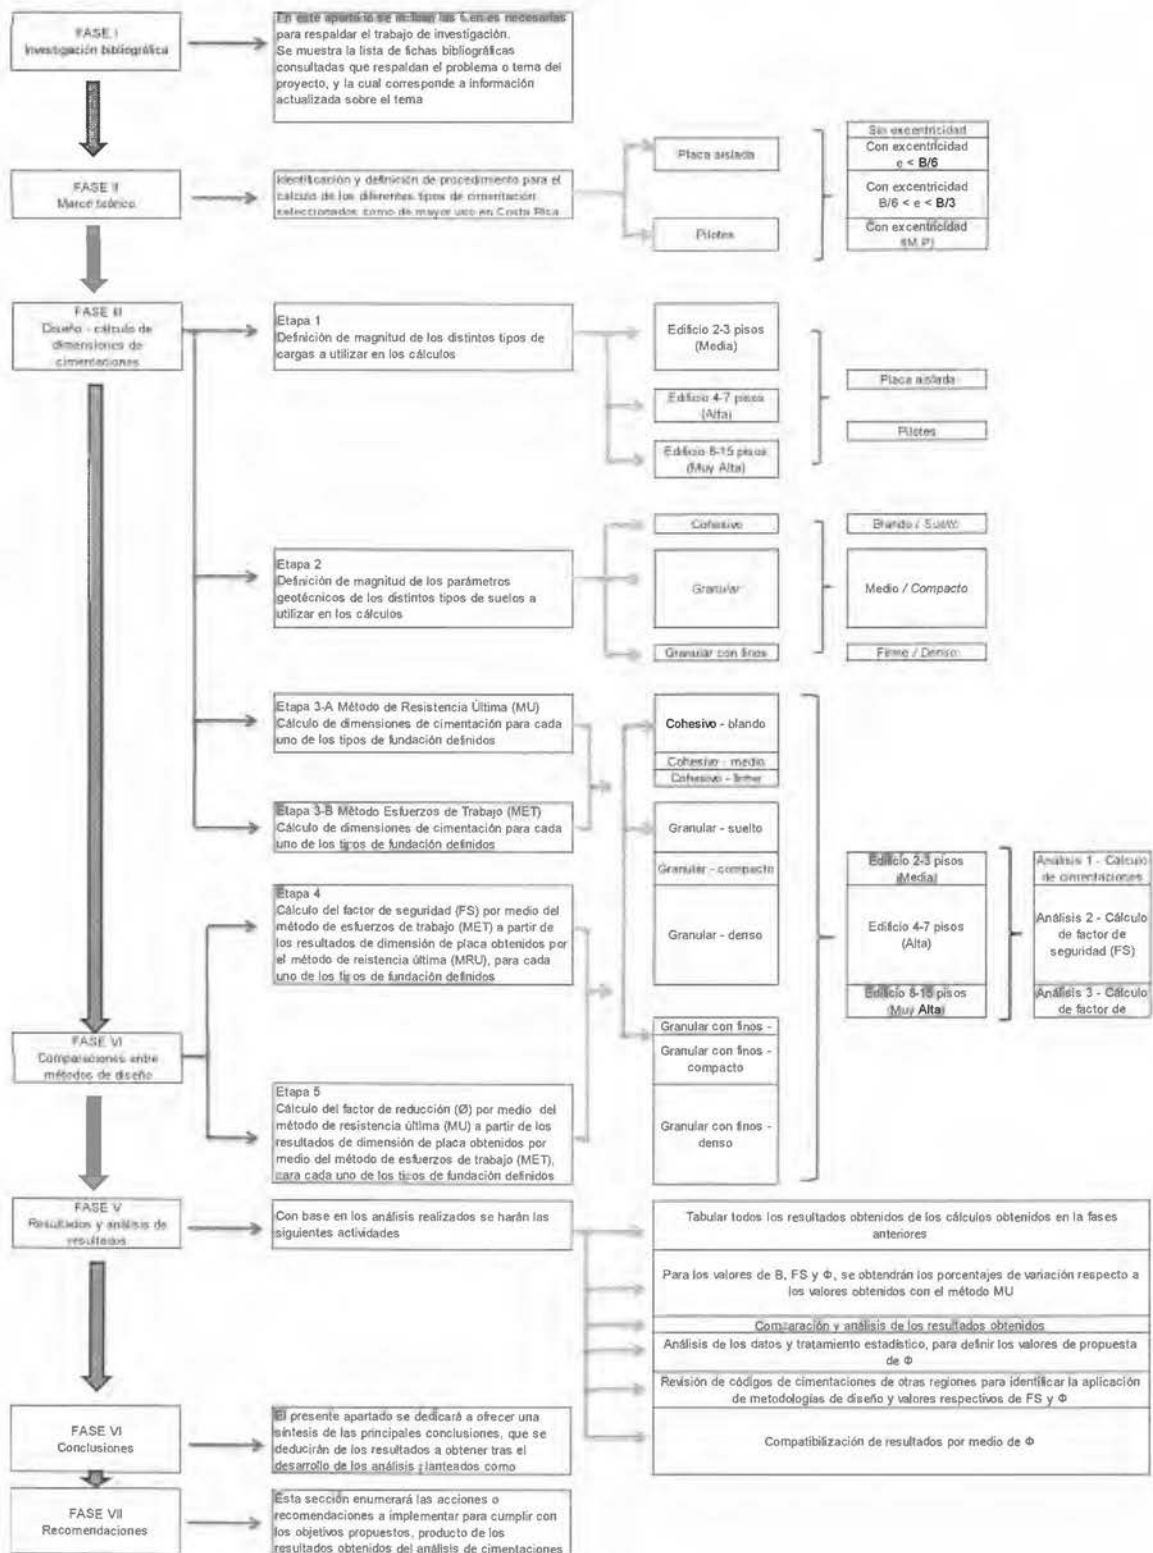 FASE I
Investigación bibliográfica
En este apartado se incluyen las necesarias
para respaldar el trabajo de investigación.
Se muestra la lista de fichas bibliográficas
consultadas que respaldan el problema o tema del
proyecto, y la cual corresponde a información
actualizada sobre el tema
FASE II
Marco teórico
Identificación y definición de procedimiento para el
cálculo de los diferentes tipos de cimentación
seleccionados como de mayor uso en Costa Rica
Placa aislada
Pilotes
Sin excentricidad
Con excentricidad
e < B/6
Con excentricidad
B/6 < e < B/3
Con excentricidad
(M,P)
FASE III
Diseño - cálculo de
dimensiones de
cimentaciones
Etapa 1
Definición de magnitud de los distintos tipos de
cargas a utilizar en los cálculos
Edificio 2-3 pisos
(Media)
Edificio 4-7 pisos
(Alta)
Edificio 8-15 pisos
(Muy Alta)
Placa aislada
Pilotes
Etapa 2
Definición de magnitud de los parámetros
geotécnicos de los distintos tipos de suelos a
utilizar en los cálculos
Cohesivo
Granular
Granular con finos
Blando / Suelto
Medio / Compacto
Firme / Denso
Etapa 3-A Método de Resistencia Última (MU)
Cálculo de dimensiones de cimentación para cada
uno de los tipos de fundación definidos
Etapa 3-B Método Esfuerzos de Trabajo (MET)
Cálculo de dimensiones de cimentación para cada
uno de los tipos de fundación definidos
Cohesivo - blando
Cohesivo - medio
Cohesivo - firme
Granular - suelto
Granular - compacto
Granular - denso
Granular con finos -
Granular con finos -
compacto
Granular con finos -
denso
Edificio 2-3 pisos
(Media)
Edificio 4-7 pisos
(Alta)
Edificio 8-15 pisos
(Muy Alta)
Análisis 1 - Cálculo
de cimentaciones
Análisis 2 - Cálculo
de factor de
seguridad (FS)
Análisis 3 - Cálculo
de factor de
Etapa 4
Cálculo del factor de seguridad (FS) por medio del
método de esfuerzos de trabajo (MET) a partir de
los resultados de dimensión de placa obtenidos por
el método de reistencia última (MRU), para cada
uno de los tipos de fundación definidos
FASE VI
Comparaciones entre
métodos de diseño
Etapa 5
Cálculo del factor de reducción (Ø) por medio del
método de resistencia última (MU) a partir de los
resultados de dimensión de placa obtenidos por
medio del método de esfuerzos de trabajo (MET),
para cada uno de los tipos de fundación definidos
FASE V
Resultados y análisis de
resultados
Con base en los análisis realizados se harán las
siguientes actividades
Tabular todos los resultados obtenidos de los cálculos obtenidos en la fases
anteriores
Para los valores de B, FS y Φ, se obtendrán los porcentajes de variación respecto a
los valores obtenidos con el método MU
Comparación y análisis de los resultados obtenidos
Análisis de los datos y tratamiento estadístico, para definir los valores de propuesta
de Φ
Revisión de códigos de cimentaciones de otras regiones para identificar la aplicación
de metodologías de diseño y valores respectivos de FS y Φ
Compatibilización de resultados por medio de Φ
FASE VI
Conclusiones
El presente apartado se dedicará a ofrecer una
síntesis de las principales conclusiones, que se
deducirán de los resultados a obtener tras el
desarrollo de los análisis planteados como
FASE VII
Recomendaciones
Esta sección enumerará las acciones o
recomendaciones a implementar para cumplir con
los objetivos propuestos, producto de los
resultados obtenidos del análisis de cimentaciones